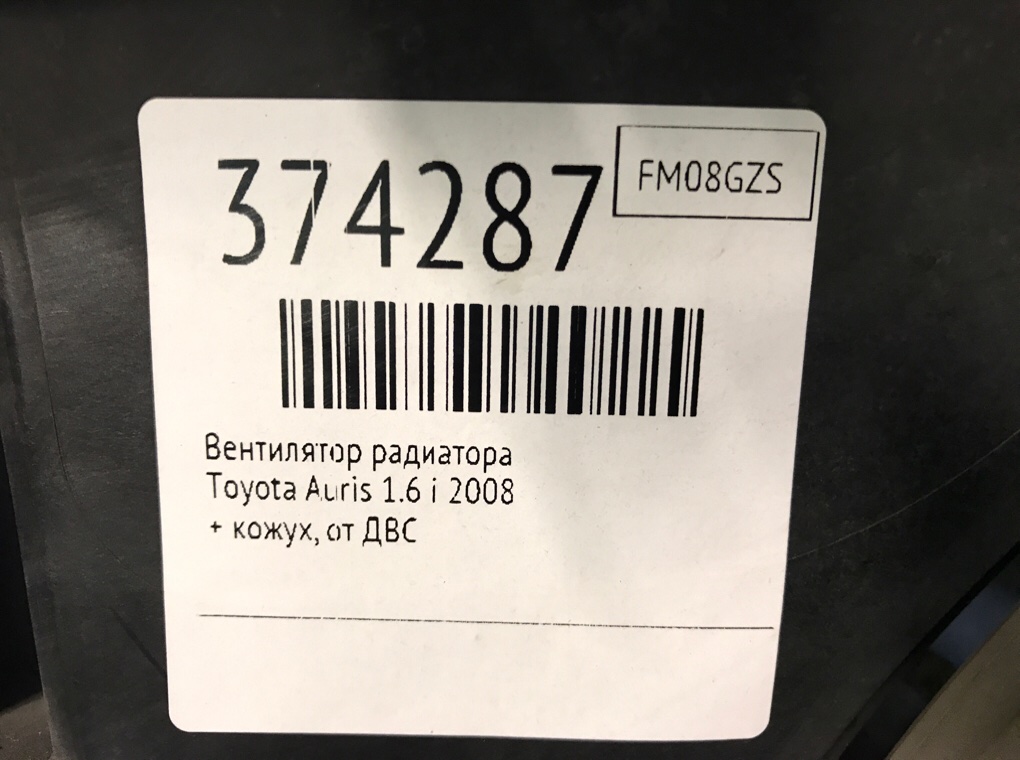 374287
FM08GZS
Вентилятор радиатора
Toyota Auris 1.6 i 2008
+ кожух, от ДВС